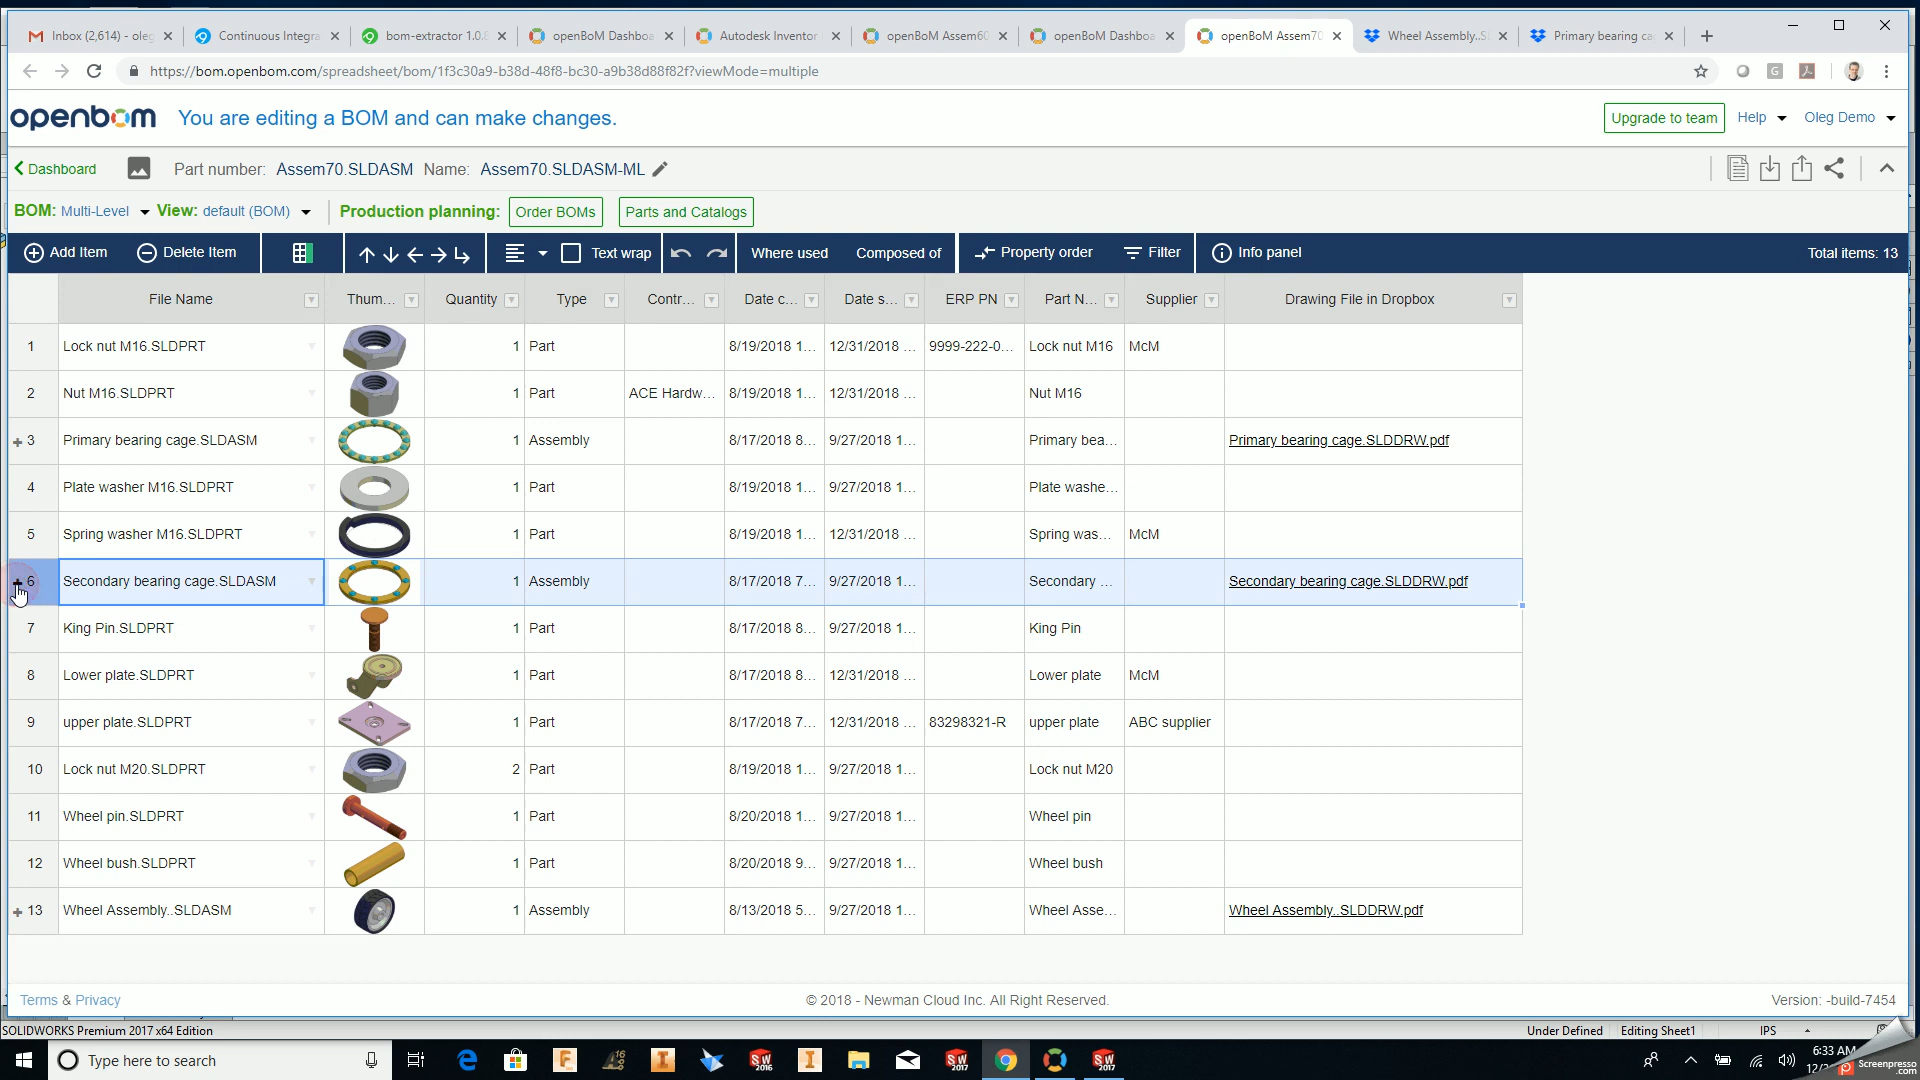 Inbox (2,614) - oleg
Continuous Integra
bom-extractor 1.0.
openBoM Dashboa
Autodesk Inventor
openBoM Assem60
openBoM Dashboa
openBoM Assem70
Wheel Assembly..S
Primary bearing ca
https://bom.openbom.com/spreadsheet/bom/1f3c30a9-b38d-48f8-bc30-a9b38d88f82f?viewMode=multiple
openbom You are editing a BOM and can make changes. Upgrade to team Help Oleg Demo
Dashboard Part number: Assem70.SLDASM Name: Assem70.SLDASM-ML
BOM: Multi-Level View: default (BOM) Production planning: Order BOMs Parts and Catalogs
Add Item Delete Item Text wrap Where used Composed of Property order Filter Info panel Total items: 13
File Name Thum... Quantity Type Contr... Date c... Date s... ERP PN Part N... Supplier Drawing File in Dropbox
1 Lock nut M16.SLDPRT 1 Part 8/19/2018 1... 12/31/2018 ... 9999-222-0... Lock nut M16 McM
2 Nut M16.SLDPRT 1 Part ACE Hardw... 8/19/2018 1... 12/31/2018 ... Nut M16
3 Primary bearing cage.SLDASM 1 Assembly 8/17/2018 8... 9/27/2018 1... Primary bea... Primary bearing cage.SLDDRW.pdf
4 Plate washer M16.SLDPRT 1 Part 8/19/2018 1... 9/27/2018 1... Plate washe...
5 Spring washer M16.SLDPRT 1 Part 8/19/2018 1... 12/31/2018 ... Spring was... McM
6 Secondary bearing cage.SLDASM 1 Assembly 8/17/2018 7... 9/27/2018 1... Secondary ... Secondary bearing cage.SLDDRW.pdf
7 King Pin.SLDPRT 1 Part 8/17/2018 8... 9/27/2018 1... King Pin
8 Lower plate.SLDPRT 1 Part 8/17/2018 8... 12/31/2018 ... Lower plate McM
9 upper plate.SLDPRT 1 Part 8/17/2018 7... 12/31/2018 ... 83298321-R upper plate ABC supplier
10 Lock nut M20.SLDPRT 2 Part 8/19/2018 1... 9/27/2018 1... Lock nut M20
11 Wheel pin.SLDPRT 1 Part 8/20/2018 1... 9/27/2018 1... Wheel pin
12 Wheel bush.SLDPRT 1 Part 8/20/2018 9... 9/27/2018 1... Wheel bush
13 Wheel Assembly..SLDASM 1 Assembly 8/13/2018 5... 9/27/2018 1... Wheel Asse... Wheel Assembly..SLDDRW.pdf
Terms & Privacy © 2018 - Newman Cloud Inc. All Right Reserved. Version: -build-7454
SOLIDWORKS Premium 2017 x64 Edition Under Defined Editing Sheet1 IPS
Type here to search 6:33 AM
Screenpresso
.com